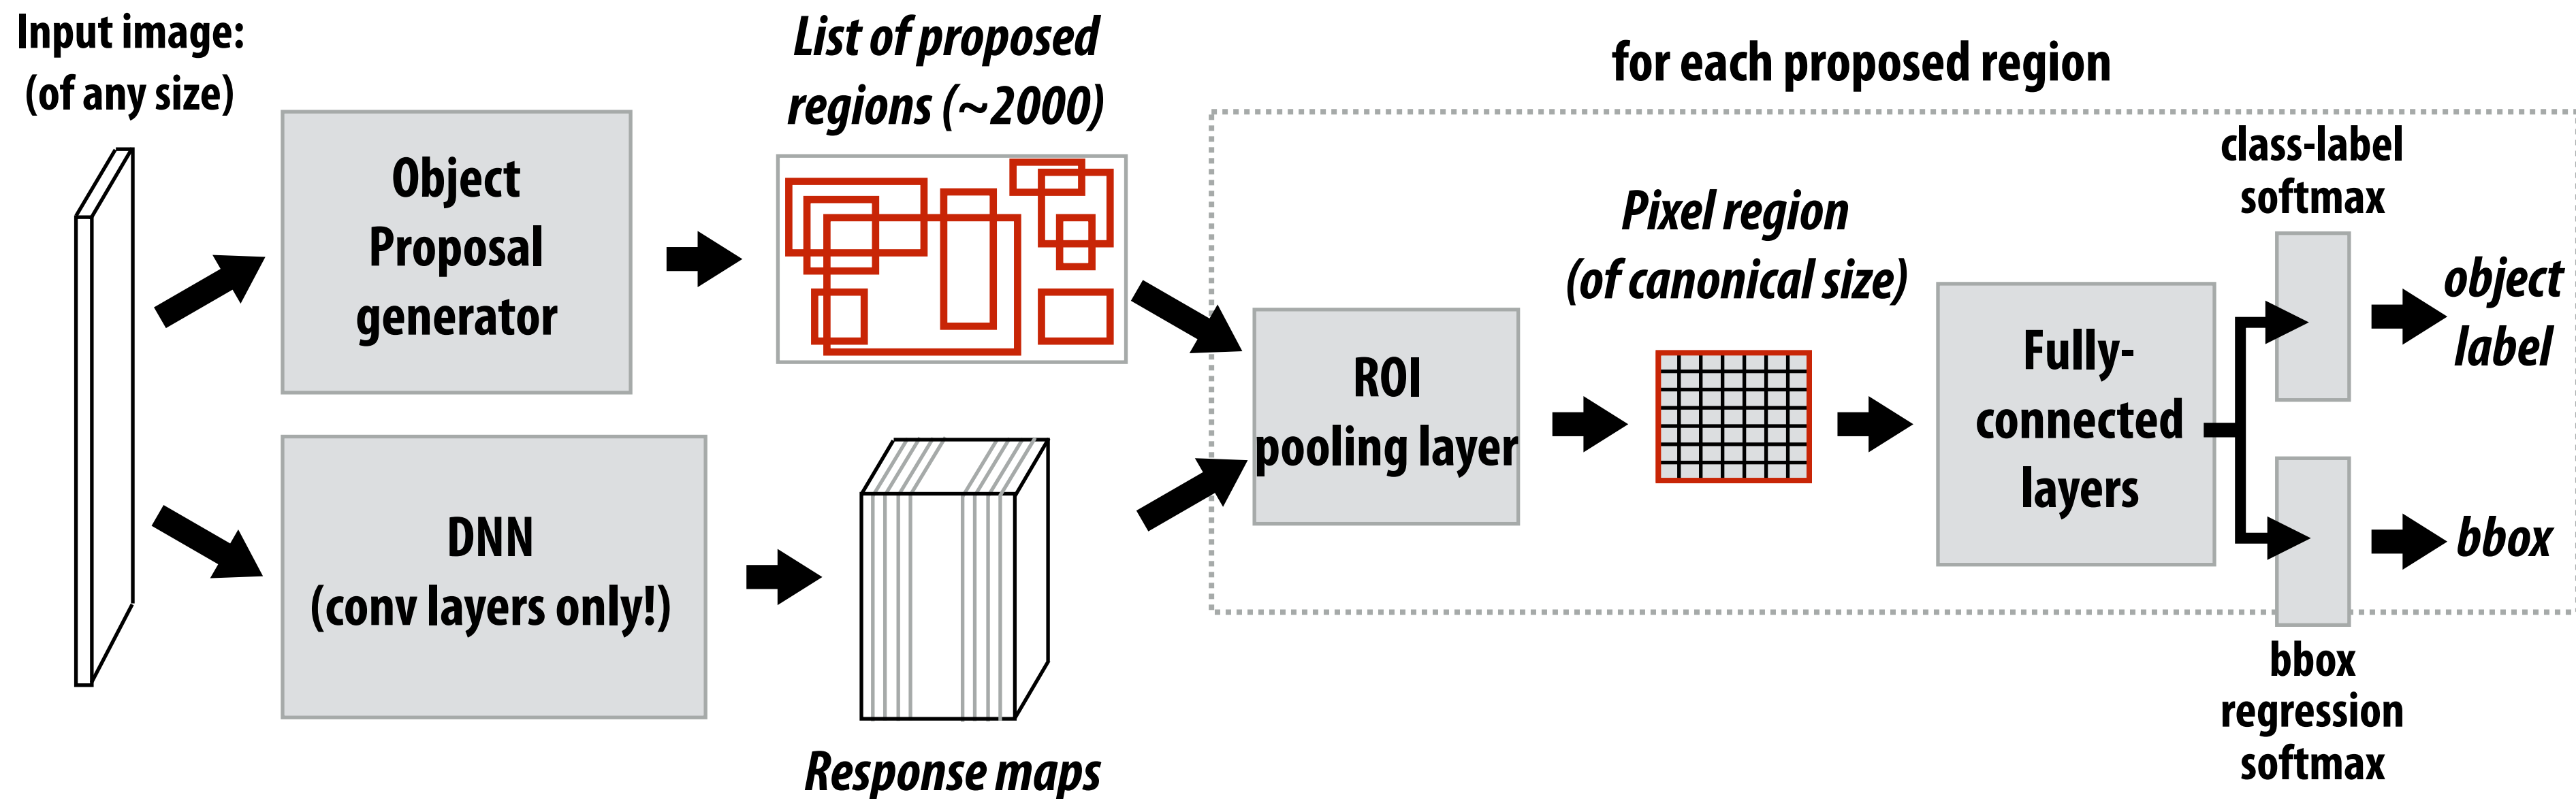 Input image:
(of any size)
Object
Proposal
generator
List of proposed
regions (~2000)
DNN
(conv layers only!)
Response maps
for each proposed region
ROI
pooling layer
Pixel region
(of canonical size)
Fully-
connected
layers
class-label
softmax
object
label
bbox
bbox
regression
softmax